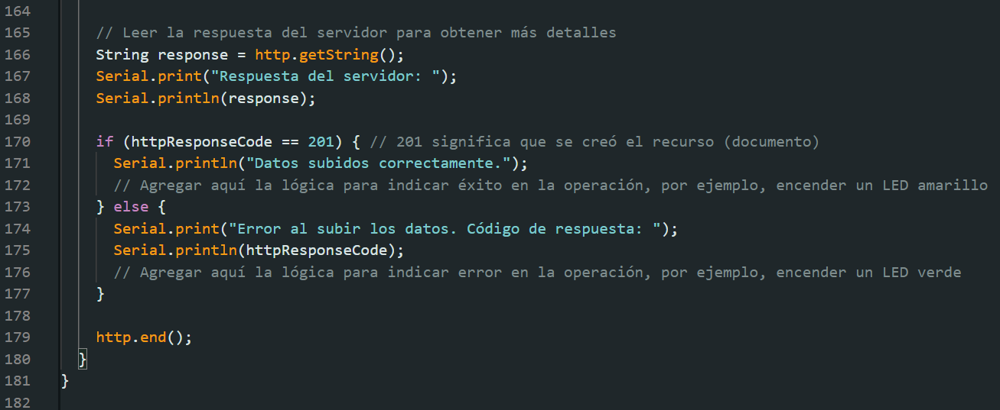 164
165 // Leer la respuesta del servidor para obtener más detalles
166 String response = http.getString();
167 Serial.print("Respuesta del servidor: ");
168 Serial.println(response);
169
170 if (httpResponseCode == 201) { // 201 significa que se creó el recurso (documento)
171 Serial.println("Datos subidos correctamente.");
172 // Agregar aquí la lógica para indicar éxito en la operación, por ejemplo, encender un LED amarillo
173 } else {
174 Serial.print("Error al subir los datos. Código de respuesta: ");
175 Serial.println(httpResponseCode);
176 // Agregar aquí la lógica para indicar error en la operación, por ejemplo, encender un LED verde
177 }
178
179 http.end();
180 }
181 }
182